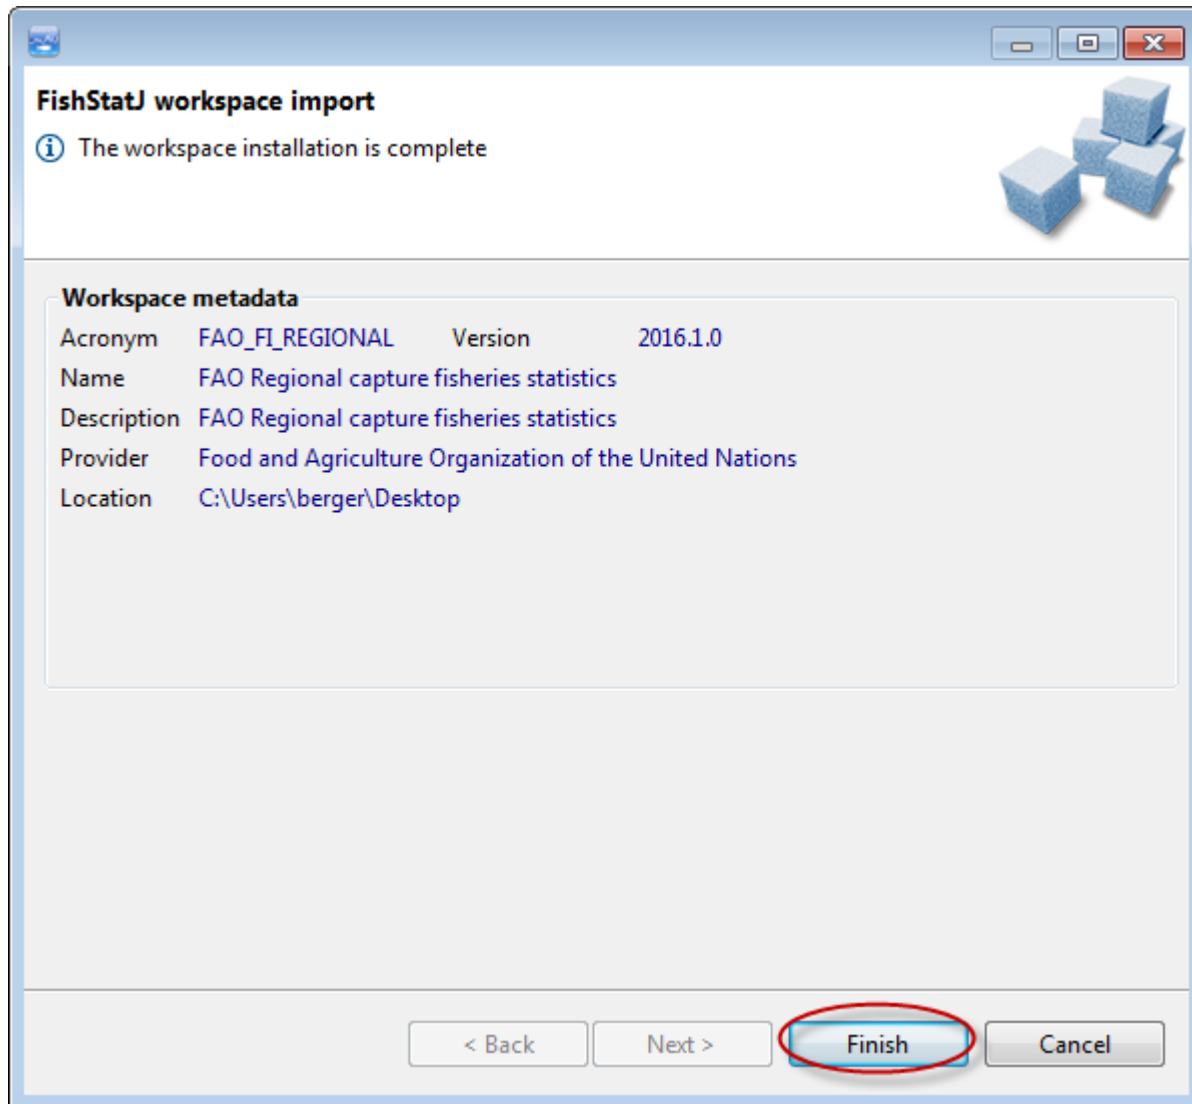 FishStatJ workspace import
The workspace installation is complete
Workspace metadata
Acronym FAO_FI_REGIONAL Version 2016.1.0
Name FAO Regional capture fisheries statistics
Description FAO Regional capture fisheries statistics
Provider Food and Agriculture Organization of the United Nations
Location C:\Users\berger\Desktop
< Back Next > Finish Cancel